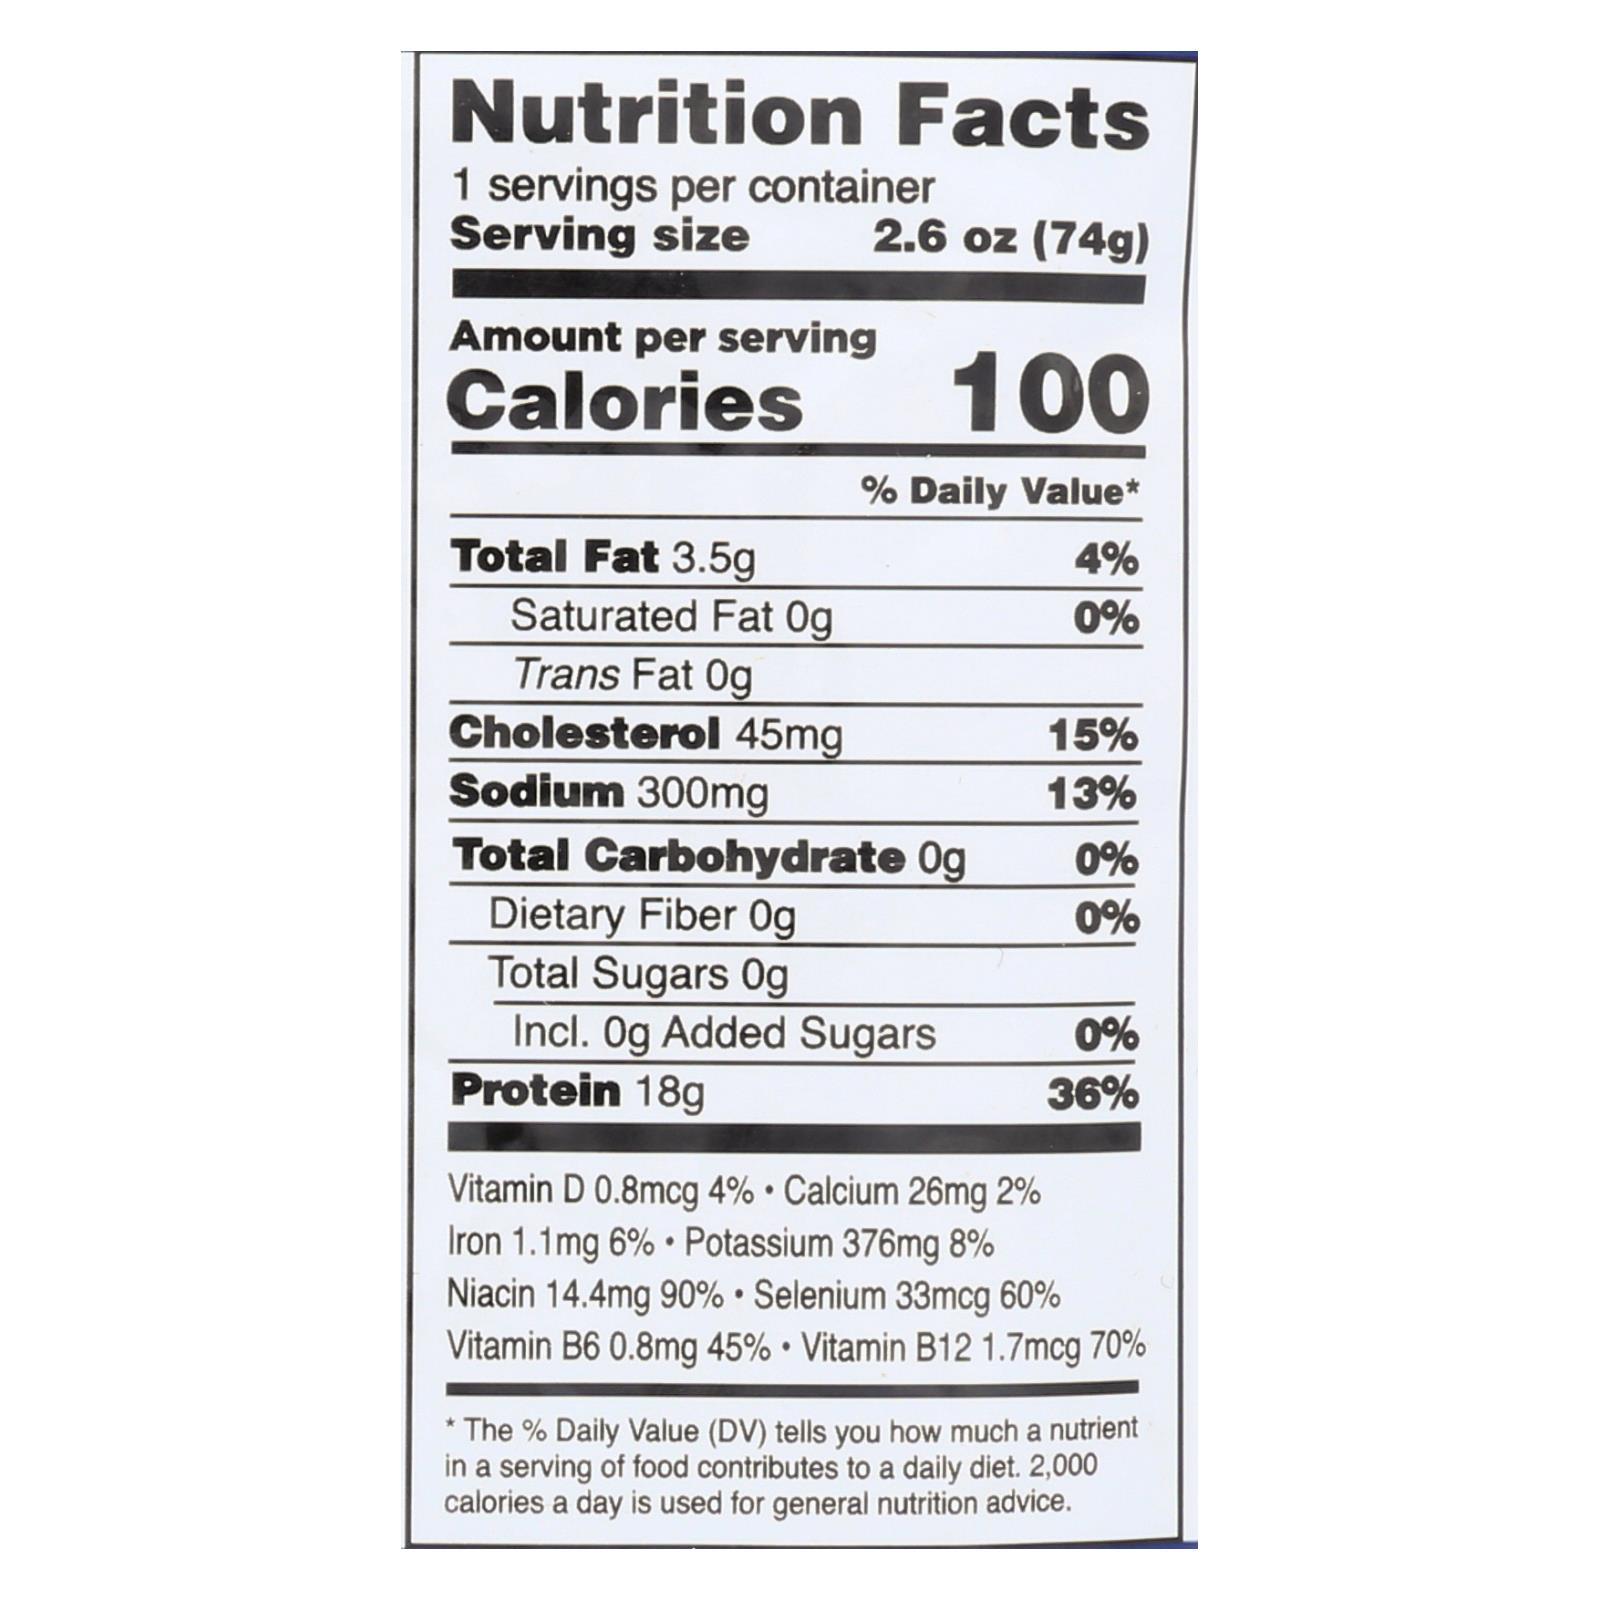 Nutrition Facts
1 servings per container
Serving size 2.6 oz (74g)
Amount per serving
Calories 100
% Daily Value*
Total Fat 3.5g 4%
Saturated Fat 0g 0%
Trans Fat 0g
Cholesterol 45mg 15%
Sodium 300mg 13%
Total Carbohydrate 0g 0%
Dietary Fiber 0g 0%
Total Sugars 0g
Incl. 0g Added Sugars 0%
Protein 18g 36%
Vitamin D 0.8mcg 4% • Calcium 26mg 2%
Iron 1.1mg 6% • Potassium 376mg 8%
Niacin 14.4mg 90% • Selenium 33mcg 60%
Vitamin B6 0.8mg 45% • Vitamin B12 1.7mcg 70%
* The % Daily Value (DV) tells you how much a nutrient
in a serving of food contributes to a daily diet. 2,000
calories a day is used for general nutrition advice.